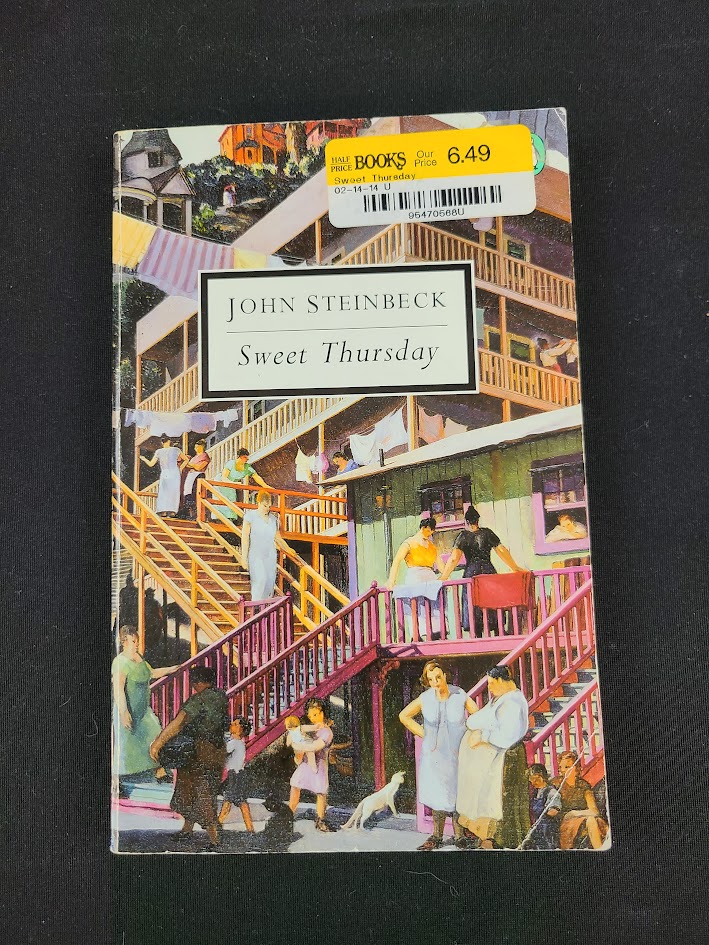 HALF PRICE BOOKS Our Price 6.49
Sweet Thursday
02-14-14 U
95470568U
JOHN STEINBECK
Sweet Thursday